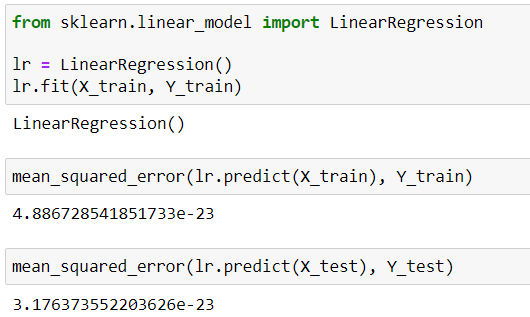 from sklearn.linear_model import LinearRegression
lr = LinearRegression()
lr.fit(X_train, Y_train)
LinearRegression()
mean_squared_error(lr.predict(X_train), Y_train)
4.886728541851733e-23
mean_squared_error(lr.predict(X_test), Y_test)
3.176373552203626e-23